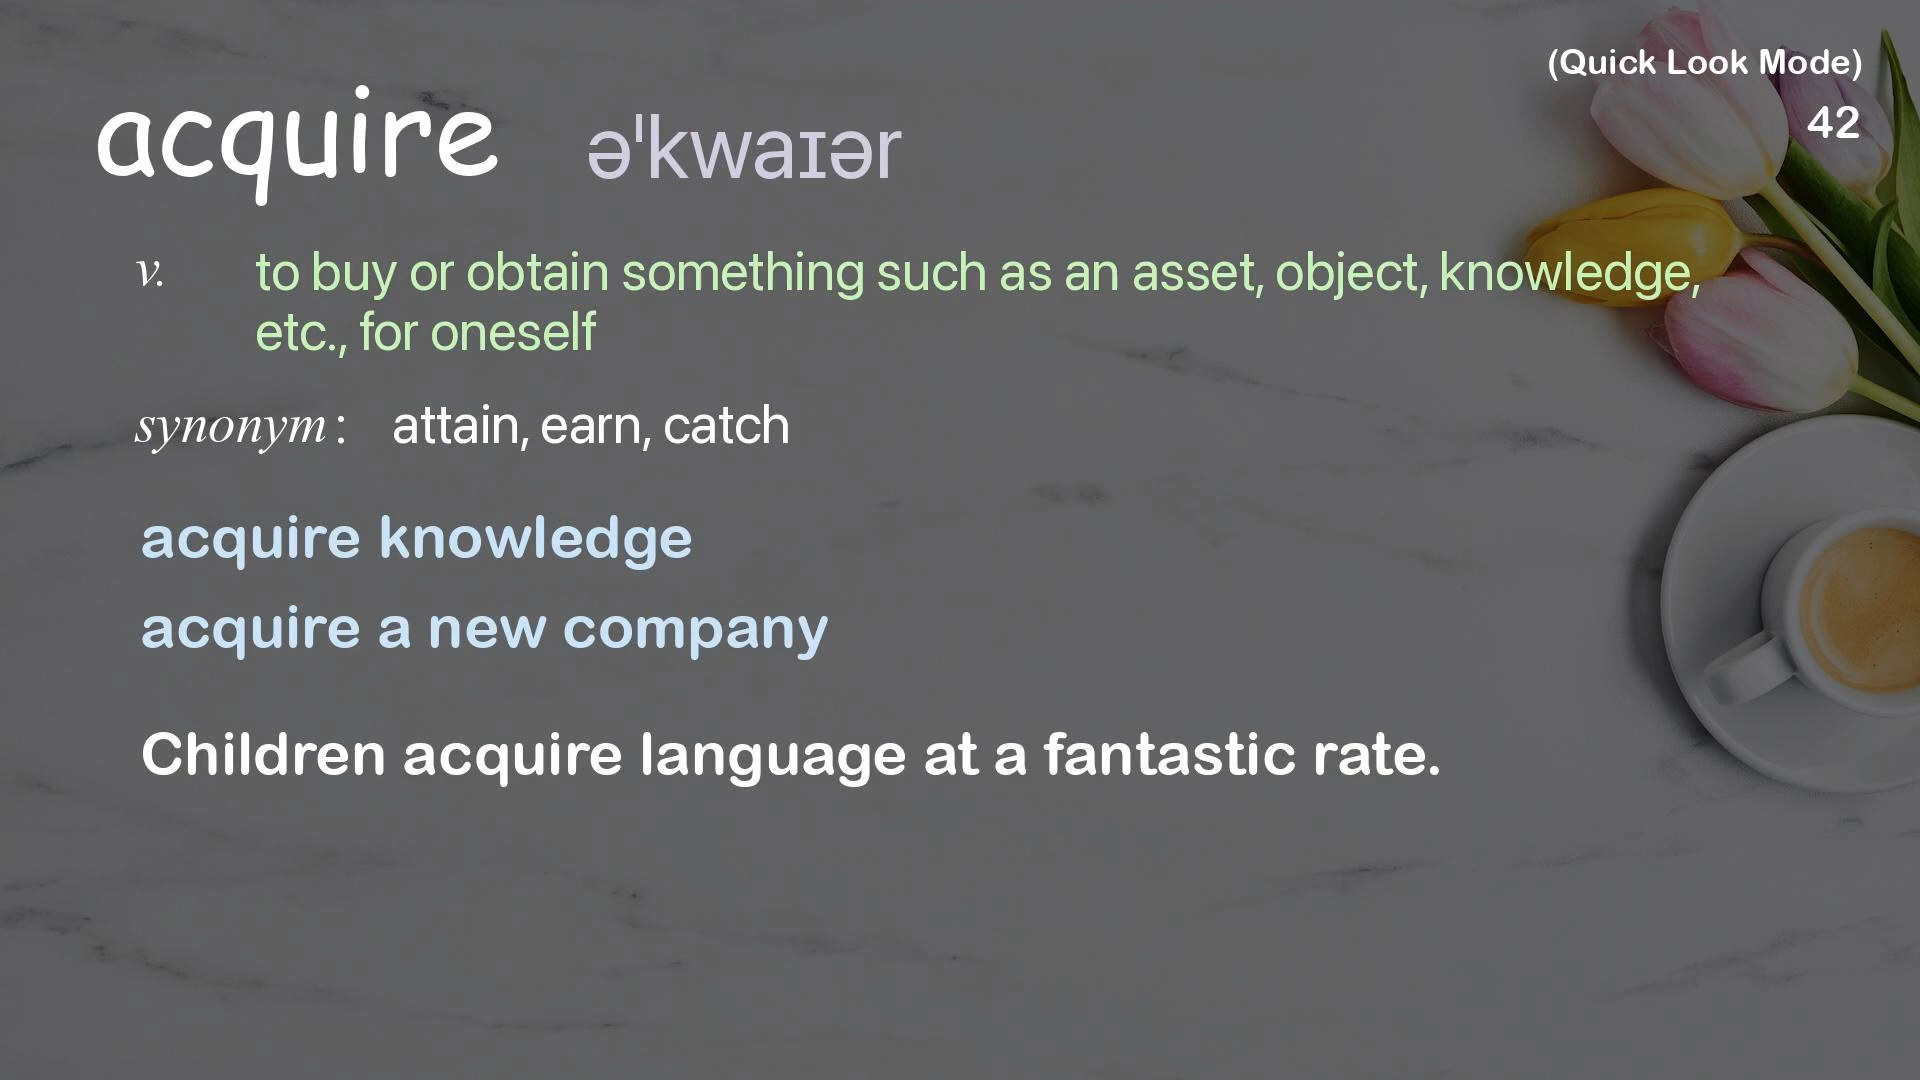 (Quick Look Mode)
acquire əˈkwaɪər
42
v. to buy or obtain something such as an asset, object, knowledge,
etc., for oneself
synonym : attain, earn, catch
acquire knowledge
acquire a new company
Children acquire language at a fantastic rate.